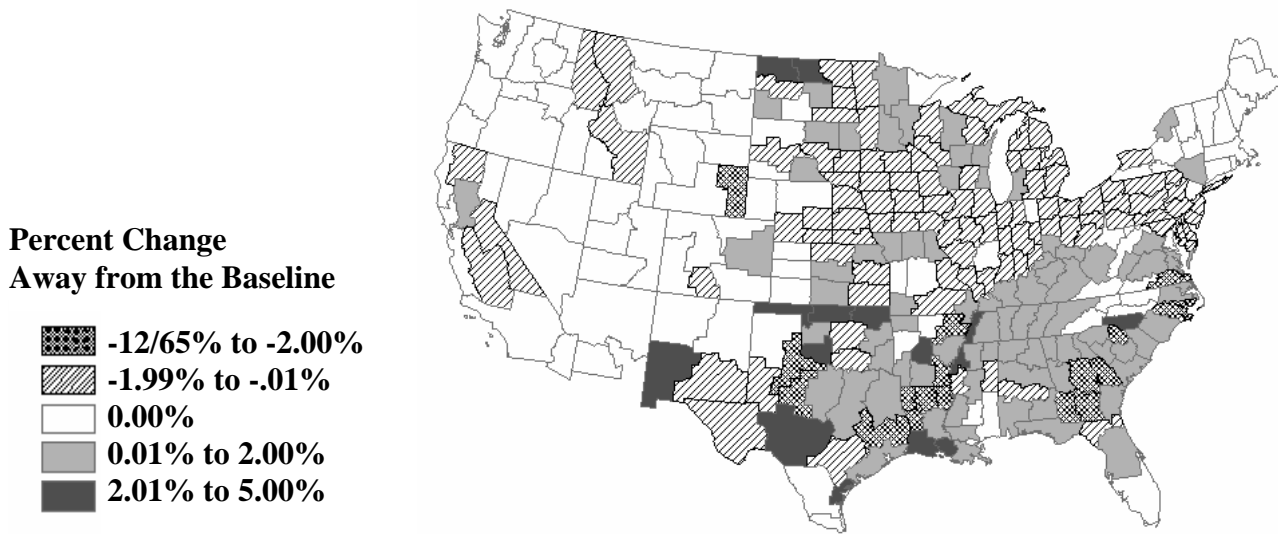 Percent Change
Away from the Baseline
-12/65% to -2.00%
-1.99% to -.01%
0.00%
0.01% to 2.00%
2.01% to 5.00%